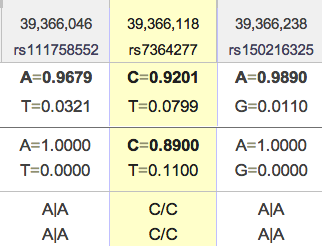 39,366,046 39,366,118 39,366,238
rs111758552 rs7364277 rs150216325
A=0.9679 C=0.9201 A=0.9890
T=0.0321 T=0.0799 G=0.0110
A=1.0000 C=0.8900 A=1.0000
T=0.0000 T=0.1100 G=0.0000
A|A C/C A|A
A|A C/C A|A